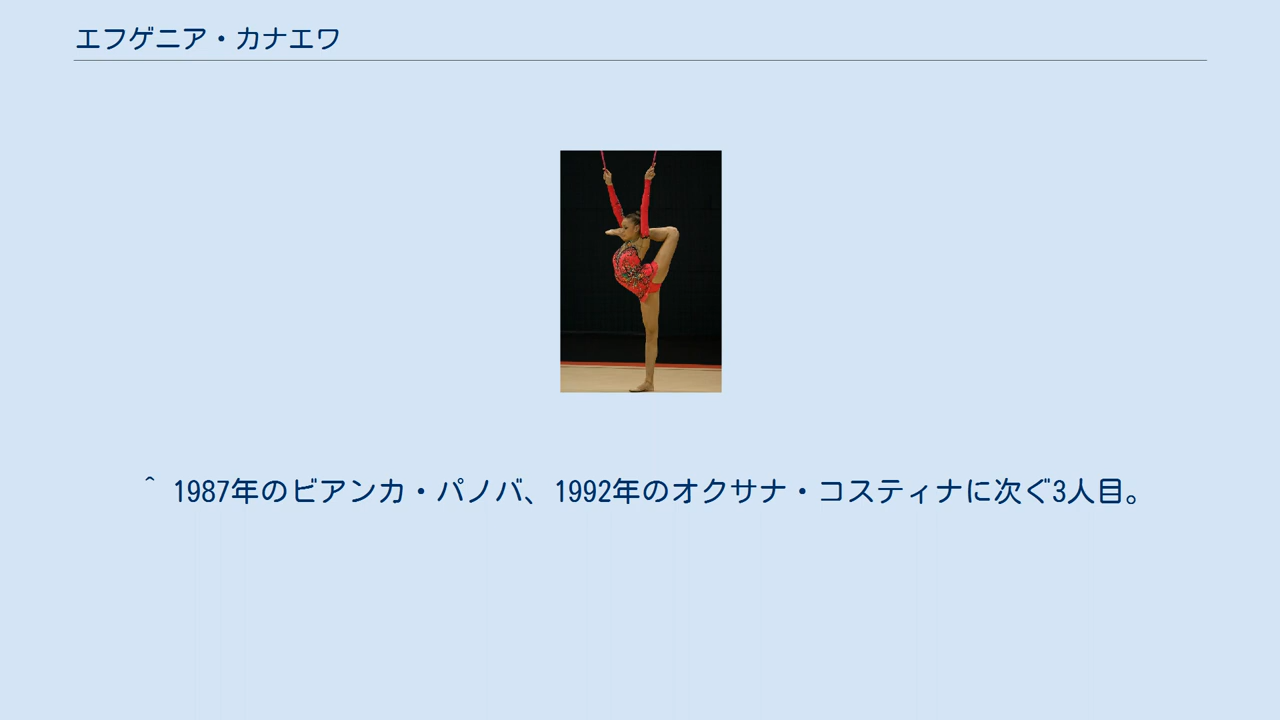 エフゲニア・カナエワ
^ 1987年のビアンカ・パノバ、1992年のオクサナ・コスティナに次ぐ3人目。